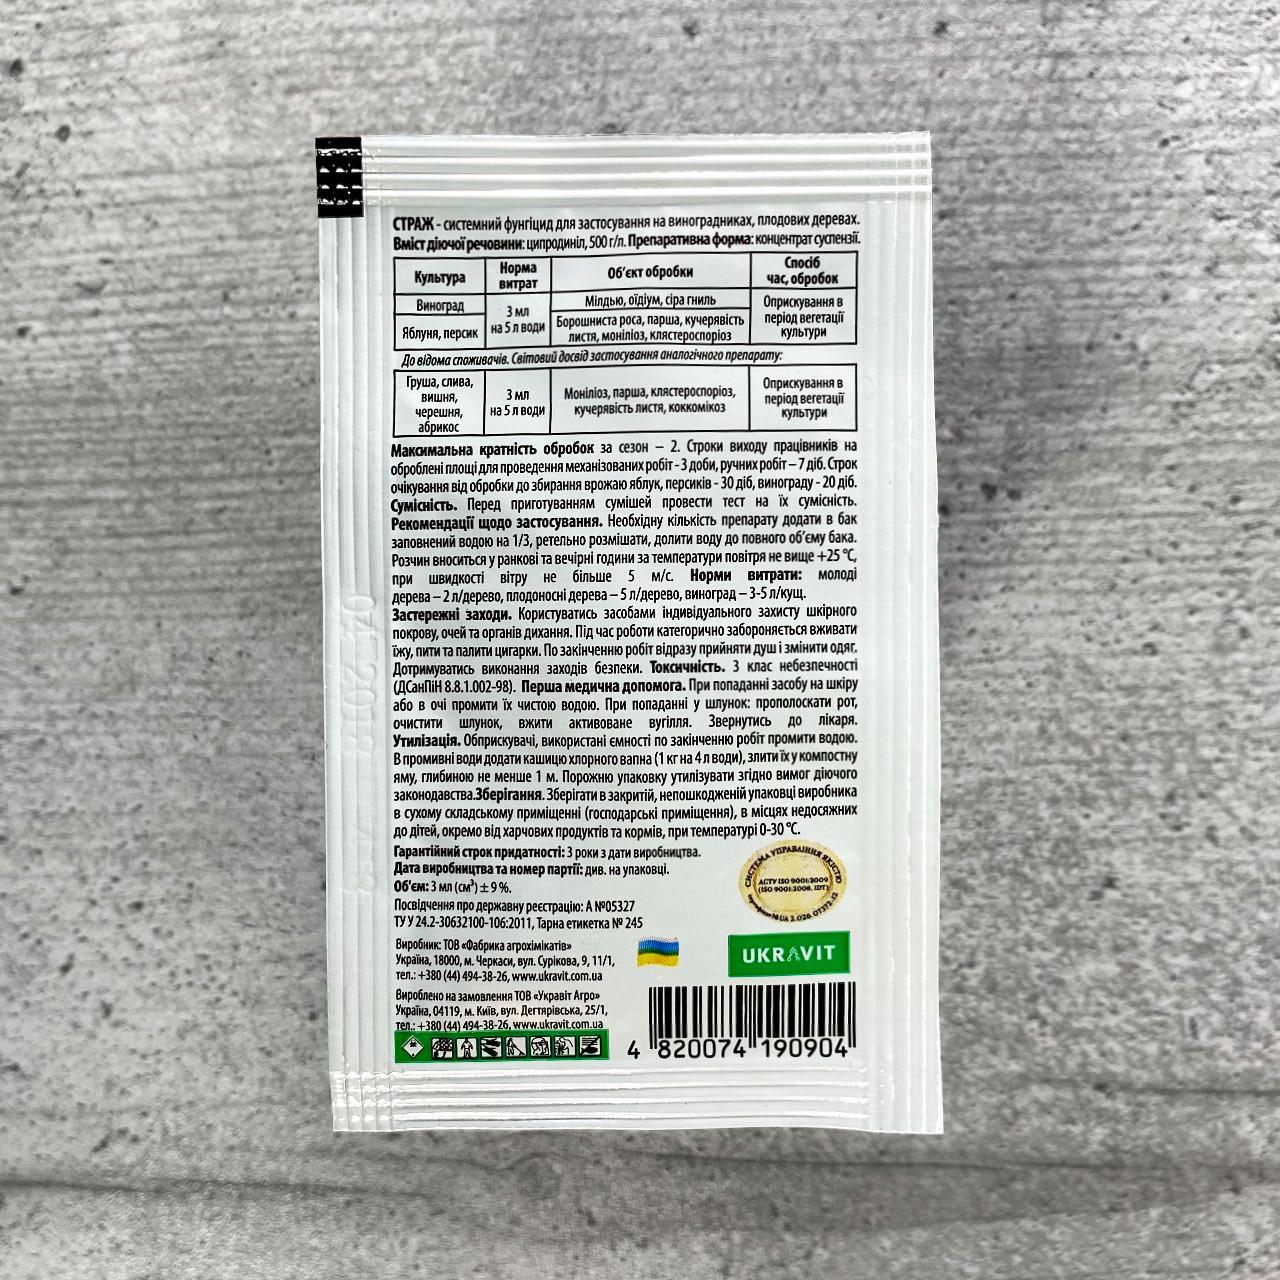 СТРАЖ - системний фунгіцид для застосування на виноградниках, плодових деревах.
Вміст діючої речовини: ципродиніл, 500 г/л. Препаративна форма: концентрат суспензії.
Культура Норма витрат Об'єкт обробки Спосіб час, обробок
Виноград 3 мл на 5 л води Мілдью, оїдіум, сіра гниль Оприскування в період вегетації культури
Яблуня, персик Борошниста роса, парша, кучерявість листя, моніліоз, клястероспоріоз
До відома споживачів. Світовий досвід застосування аналогічного препарату:
Груша, слива, вишня, черешня, абрикос 3 мл на 5 л води Моніліоз, парша, клястероспоріоз, кучерявість листя, коккомікоз Оприскування в період вегетації культури
Максимальна кратність обробок за сезон – 2. Строки виходу працівників на
оброблені площі для проведення механізованих робіт - 3 доби, ручних робіт – 7 діб. Строк
очікування від обробки до збирання врожаю яблук, персиків - 30 діб, винограду - 20 діб.
Сумісність. Перед приготуванням сумішей провести тест на їх сумісність.
Рекомендації щодо застосування. Необхідну кількість препарату додати в бак
заповнений водою на 1/3, ретельно розмішати, долити воду до повного об'єму бака.
Розчин вноситься у ранкові та вечірні години за температури повітря не вище +25 °С,
при швидкості вітру не більше 5 м/с. Норми витрати: молоді
дерева – 2 л/дерево, плодоносні дерева – 5 л/дерево, виноград – 3-5 л/кущ.
Застережні заходи. Користуватись засобами індивідуального захисту шкірного
покрову, очей та органів дихання. Під час роботи категорично забороняється вживати
їжу, пити та палити цигарки. По закінченню робіт відразу прийняти душ і змінити одяг.
Дотримуватись виконання заходів безпеки. Токсичність. 3 клас небезпечності
(ДСанПіН 8.8.1.002-98). Перша медична допомога. При попаданні засобу на шкіру
або в очі промити їх чистою водою. При попаданні у шлунок: прополоскати рот,
очистити шлунок, вжити активоване вугілля. Звернутись до лікаря.
Утилізація. Обприскувачі, використані ємності по закінченню робіт промити водою.
В промивні води додати кашицю хлорного вапна (1 кг на 4 л води), злити їх у компостну
яму, глибиною не менше 1 м. Порожню упаковку утилізувати згідно вимог діючого
законодавства.Зберігання. Зберігати в закритій, непошкодженій упаковці виробника
в сухому складському приміщенні (господарські приміщення), в місцях недосяжних
до дітей, окремо від харчових продуктів та кормів, при температурі 0-30 °С.
Гарантійний строк придатності: 3 роки з дати виробництва.
Дата виробництва та номер партії: див. на упаковці.
Об'єм: 3 мл (см³) ± 9 %.
Посвідчення про державну реєстрацію: А №05327
ТУ У 24.2-30632100-106:2011, Тарна етикетка № 245
СИСТЕМА УПРАВЛІННЯ ЯКІСТЮ
ДСТУ ISO 9001:2009
(ISO 9001:2008, IDT)
Виробник: ТОВ «Фабрика агрохімікатів»
Україна, 18000, м. Черкаси, вул. Сурікова, 9, 11/1,
тел.: +380 (44) 494-38-26, www.ukravit.com.ua
UKRAVIT
Вироблено на замовлення ТОВ «Укравіт Агро»
Україна, 04119, м. Київ, вул. Дегтярівська, 25/1,
тел.: +380 (44) 494-38-26, www.ukravit.com.ua
4 820074 190904